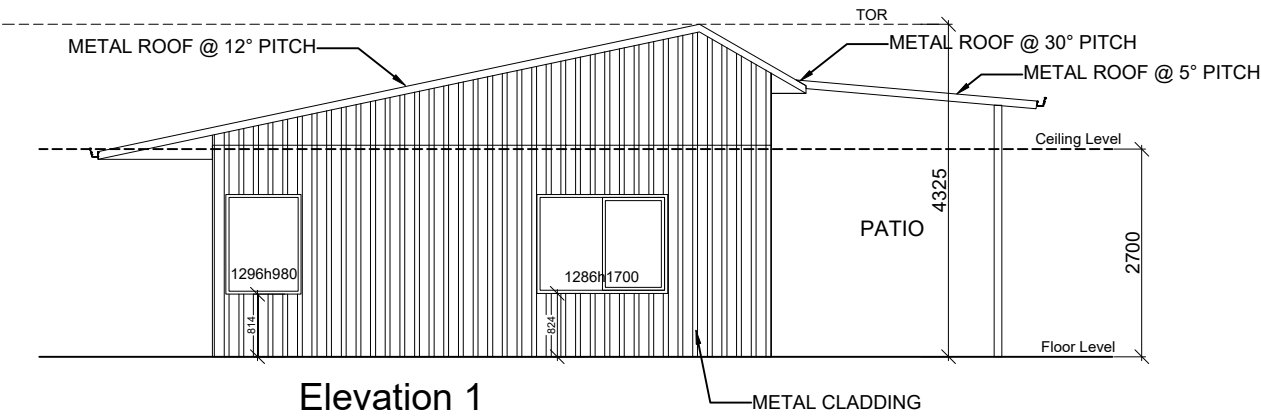 TOR
METAL ROOF @ 12° PITCH
METAL ROOF @ 30° PITCH
METAL ROOF @ 5° PITCH
Ceiling Level
4325
PATIO
2700
1296h980
1286h1700
814
824
Floor Level
Elevation 1
METAL CLADDING